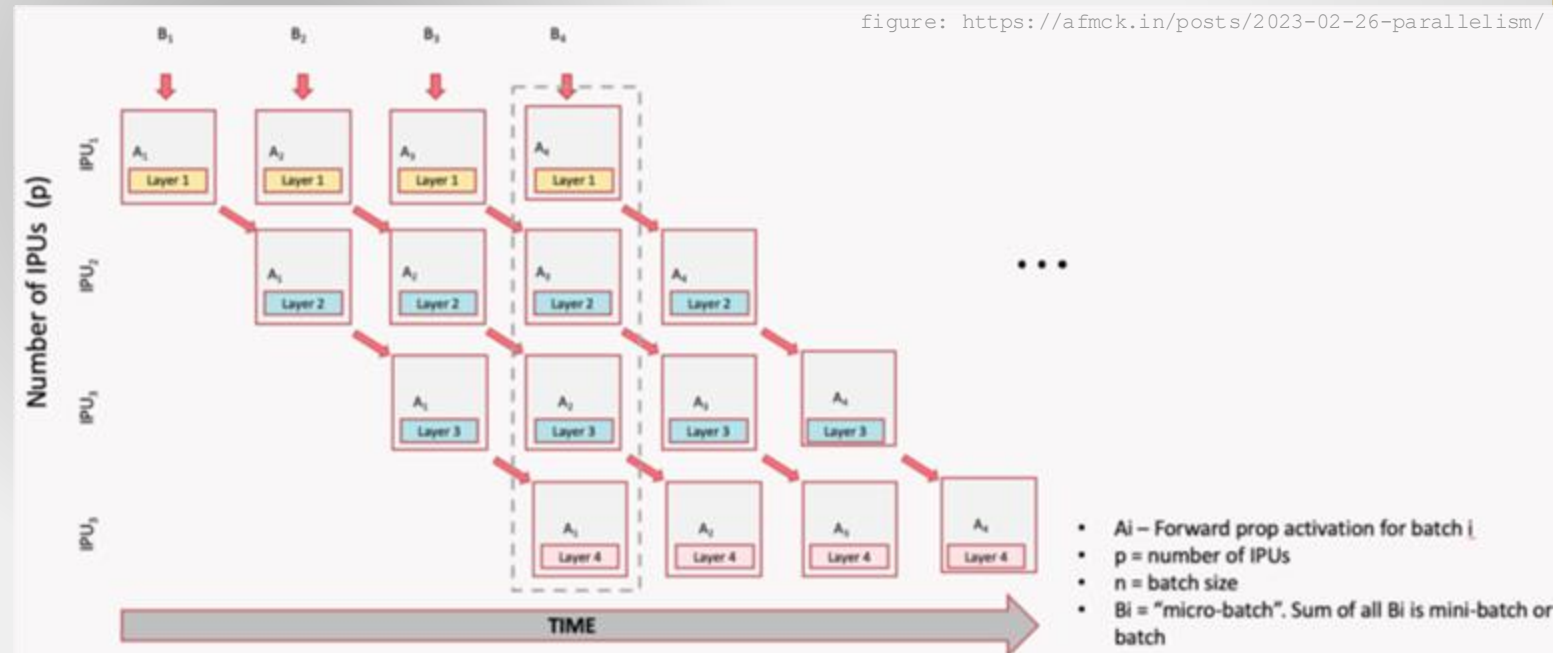 figure: https://afmck.in/posts/2023-02-26-parallelism/
B₁ B₂ B₃ B₄
Number of IPUs (p)
IPU₁
A₁ A₂ A₃ A₄
Layer 1 Layer 1 Layer 1 Layer 1
IPU₂
A₁ A₂ A₃ A₄
Layer 2 Layer 2 Layer 2 Layer 2
...
IPU₃
A₁ A₂ A₃ A₄
Layer 3 Layer 3 Layer 3 Layer 3
IPU₃
A₁ A₂ A₃ A₄
Layer 4 Layer 4 Layer 4 Layer 4
TIME
• Ai – Forward prop activation for batch i
• p = number of IPUs
• n = batch size
• Bi = “micro-batch”. Sum of all Bi is mini-batch or
batch